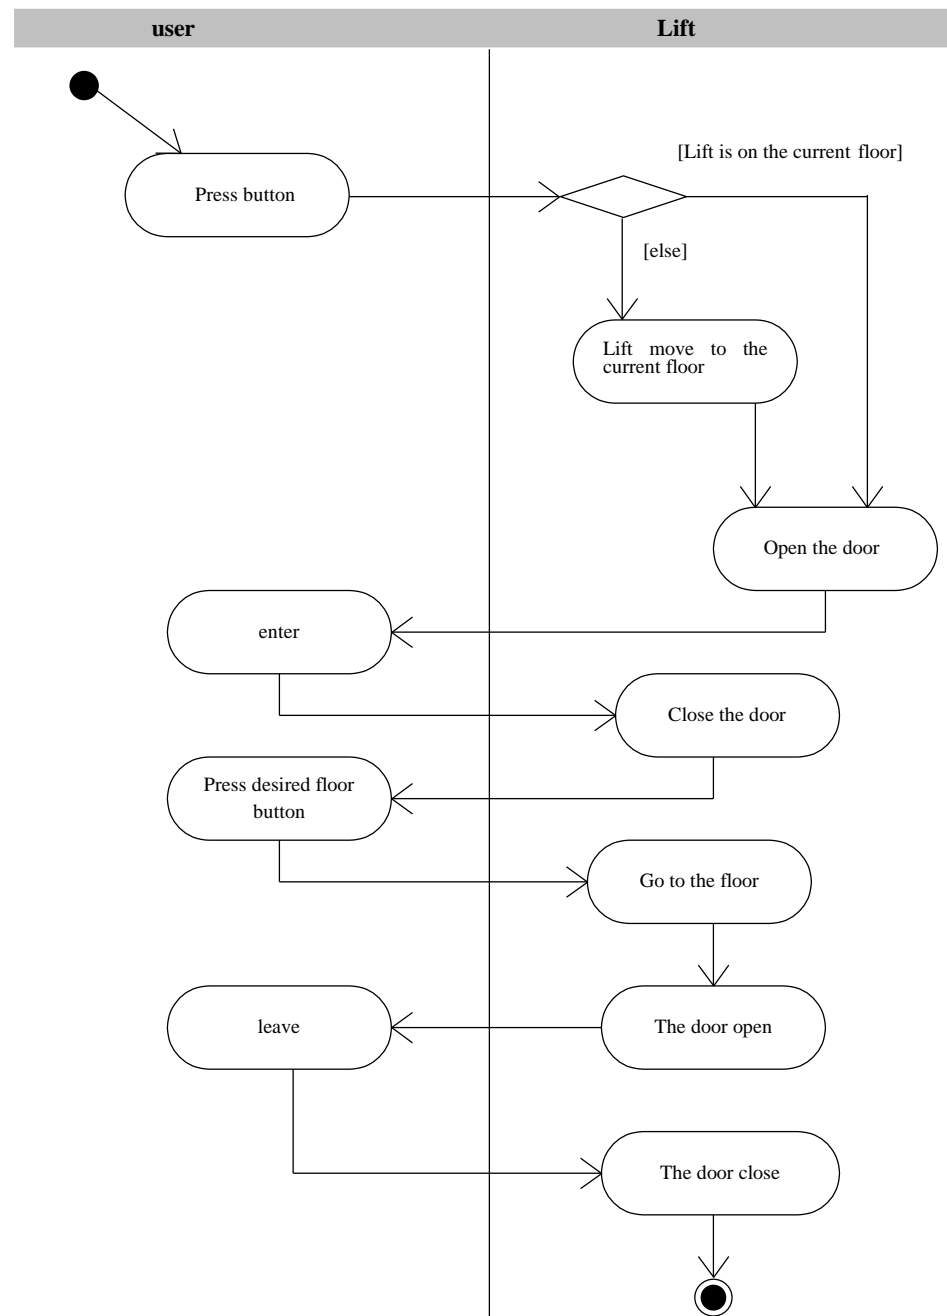 user
Lift
[Lift is on the current floor]
Press button
[else]
Lift move to the
current floor
Open the door
enter
Close the door
Press desired floor
button
Go to the floor
leave
The door open
The door close